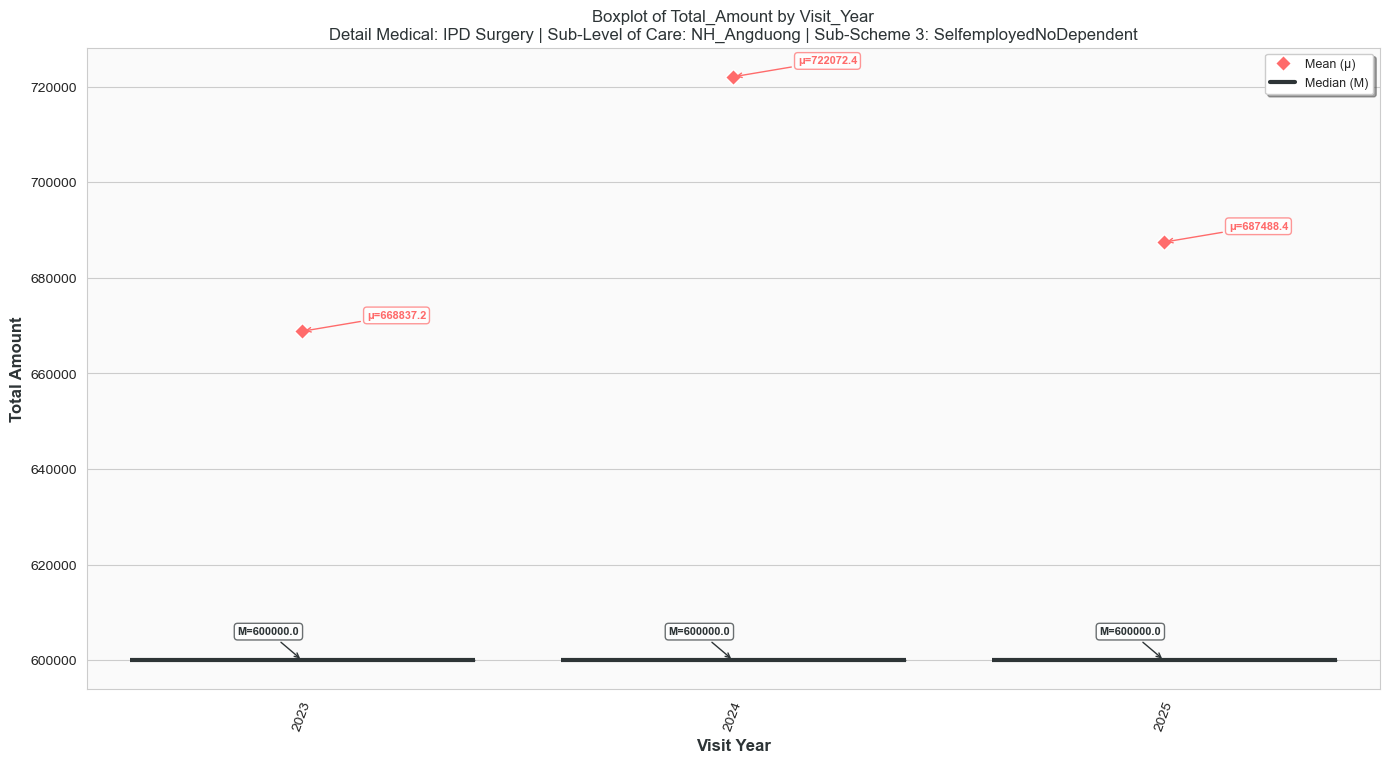 Boxplot of Total_Amount by Visit_Year
Detail Medical: IPD Surgery | Sub-Level of Care: NH_Angduong | Sub-Scheme 3: SelfemployedNoDependent
Mean (μ)
Median (M)
μ=722072.4
μ=687488.4
μ=668837.2
M=600000.0
M=600000.0
M=600000.0
Total Amount
720000
700000
680000
660000
640000
620000
600000
2023
2024
2025
Visit Year